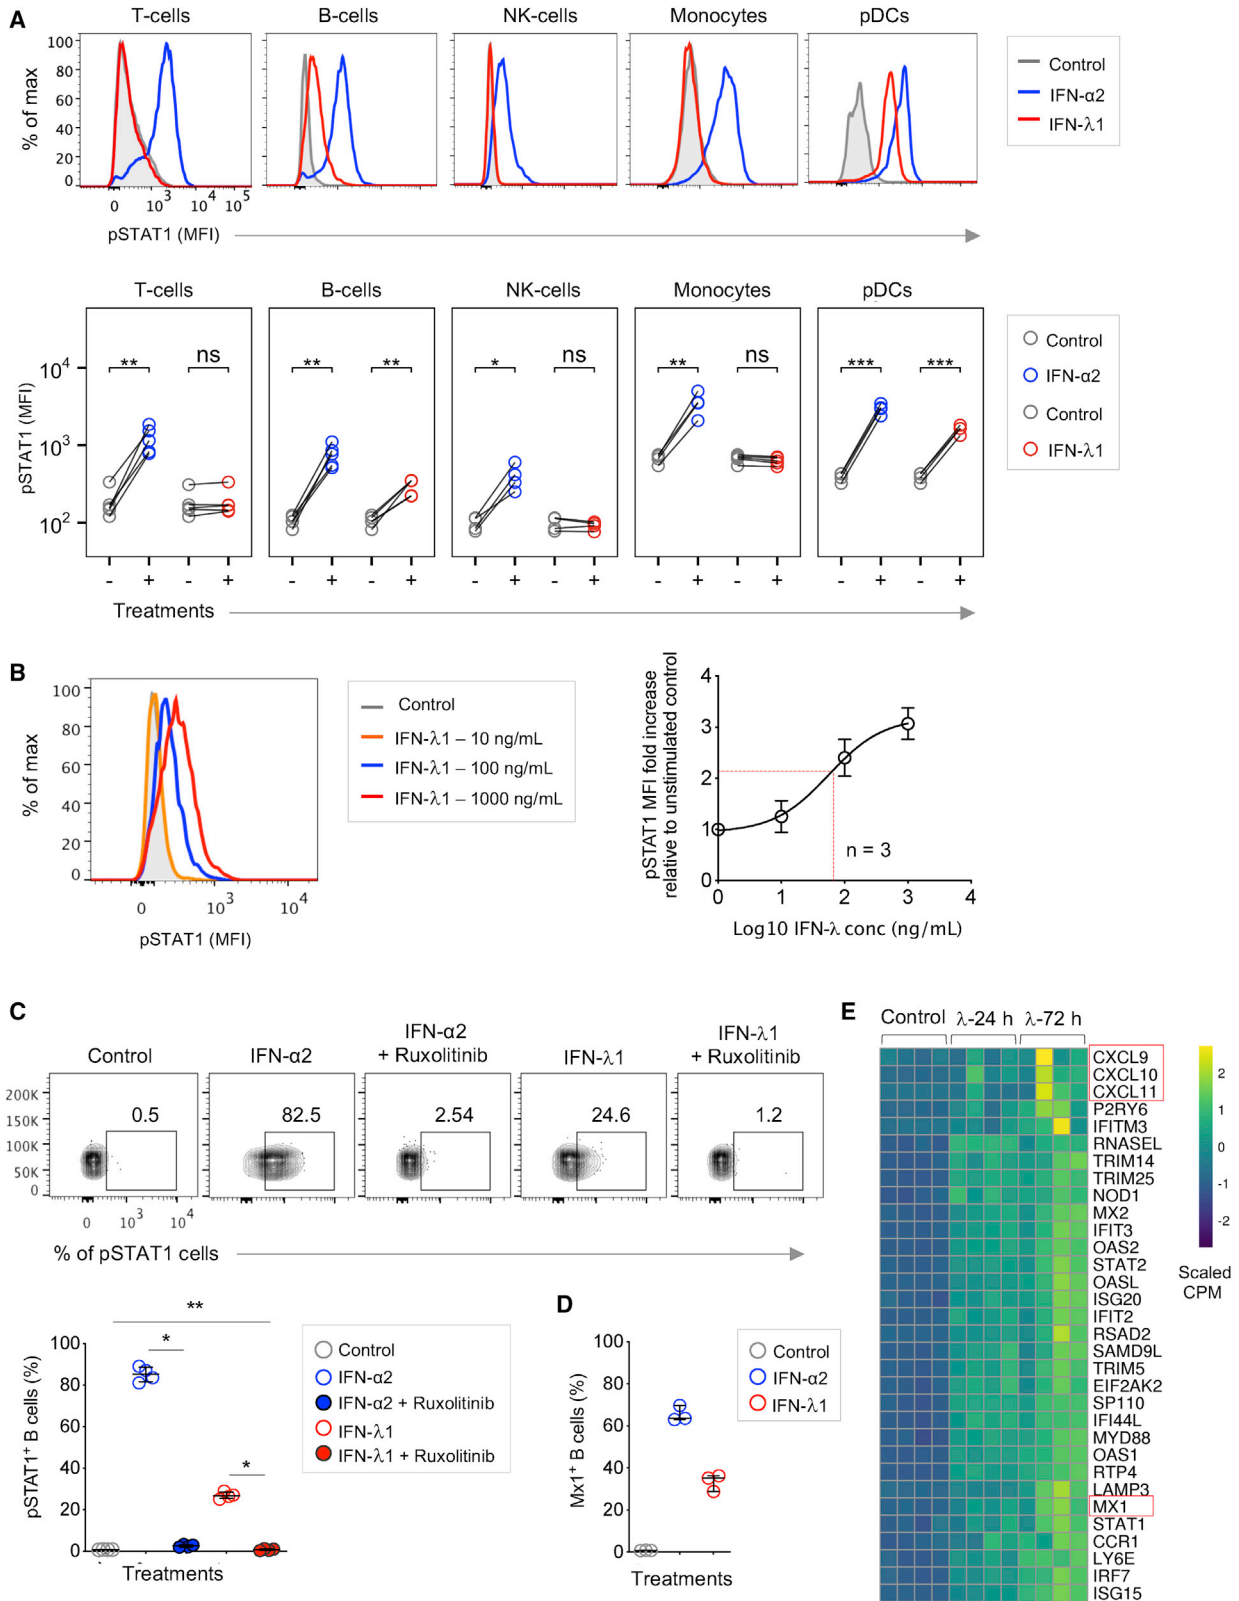 A
T-cells
B-cells
NK-cells
Monocytes
pDCs
% of max
100
80
60
40
20
0
0 10³ 10⁴ 10⁵
pSTAT1 (MFI)
Control
IFN-α2
IFN-λ1
T-cells
B-cells
NK-cells
Monocytes
pDCs
pSTAT1 (MFI)
10⁴
10³
10²
** ns
** **
* ns
** ns
*** ***
- + - +
- + - +
- + - +
- + - +
- + - +
Treatments
Control
IFN-α2
Control
IFN-λ1
B
% of max
100
80
60
40
20
0
0 10³ 10⁴
pSTAT1 (MFI)
Control
IFN-λ1 – 10 ng/mL
IFN-λ1 – 100 ng/mL
IFN-λ1 – 1000 ng/mL
pSTAT1 MFI fold increase
relative to unstimulated control
4
3
2
1
0
0 1 2 3 4
n = 3
Log10 IFN-λ conc (ng/mL)
C
Control
IFN-α2
IFN-α2
+ Ruxolitinib
IFN-λ1
IFN-λ1
+ Ruxolitinib
200K
150K
100K
50K
0
0.5
82.5
2.54
24.6
1.2
0 10³ 10⁴
% of pSTAT1 cells
pSTAT1⁺ B cells (%)
100
80
60
40
20
0
**
*
*
Treatments
Control
IFN-α2
IFN-α2 + Ruxolitinib
IFN-λ1
IFN-λ1 + Ruxolitinib
D
Mx1⁺ B cells (%)
100
80
60
40
20
0
Treatments
Control
IFN-α2
IFN-λ1
E
Control λ-24 h λ-72 h
CXCL9
CXCL10
CXCL11
P2RY6
IFITM3
RNASEL
TRIM14
TRIM25
NOD1
MX2
IFIT3
OAS2
STAT2
OASL
ISG20
IFIT2
RSAD2
SAMD9L
TRIM5
EIF2AK2
SP110
IFI44L
MYD88
OAS1
RTP4
LAMP3
MX1
STAT1
CCR1
LY6E
IRF7
ISG15
2
1
0
-1
-2
Scaled
CPM